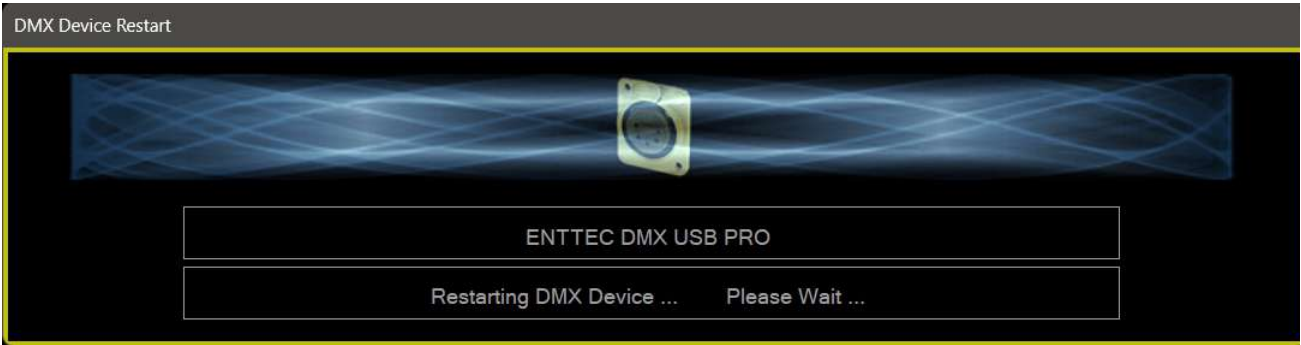 DMX Device Restart
ENTTEC DMX USB PRO
Restarting DMX Device ... Please Wait ...